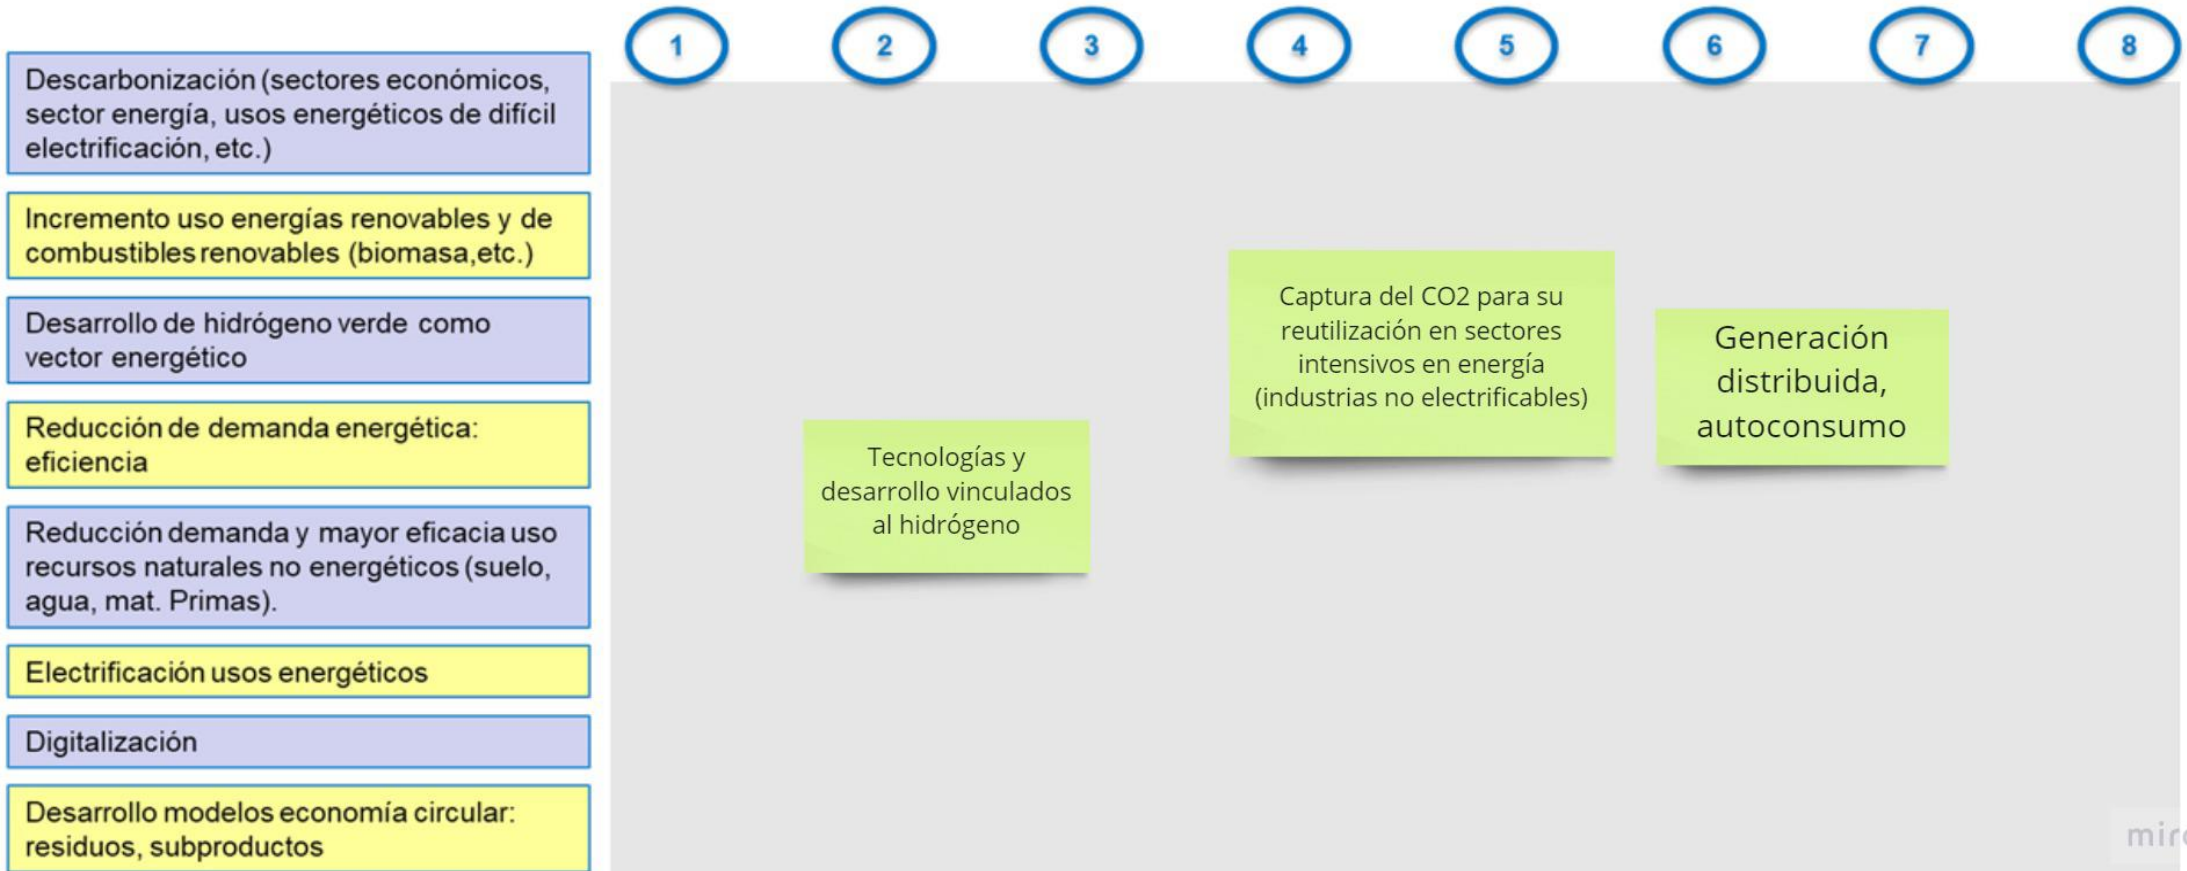 1 2 3 4 5 6 7 8
Descarbonización (sectores económicos,
sector energía, usos energéticos de difícil
electrificación, etc.)
Incremento uso energías renovables y de
combustibles renovables (biomasa,etc.)
Desarrollo de hidrógeno verde como
vector energético
Reducción de demanda energética:
eficiencia
Reducción demanda y mayor eficacia uso
recursos naturales no energéticos (suelo,
agua, mat. Primas).
Electrificación usos energéticos
Digitalización
Desarrollo modelos economía circular:
residuos, subproductos
Tecnologías y
desarrollo vinculados
al hidrógeno
Captura del CO2 para su
reutilización en sectores
intensivos en energía
(industrias no electrificables)
Generación
distribuida,
autoconsumo